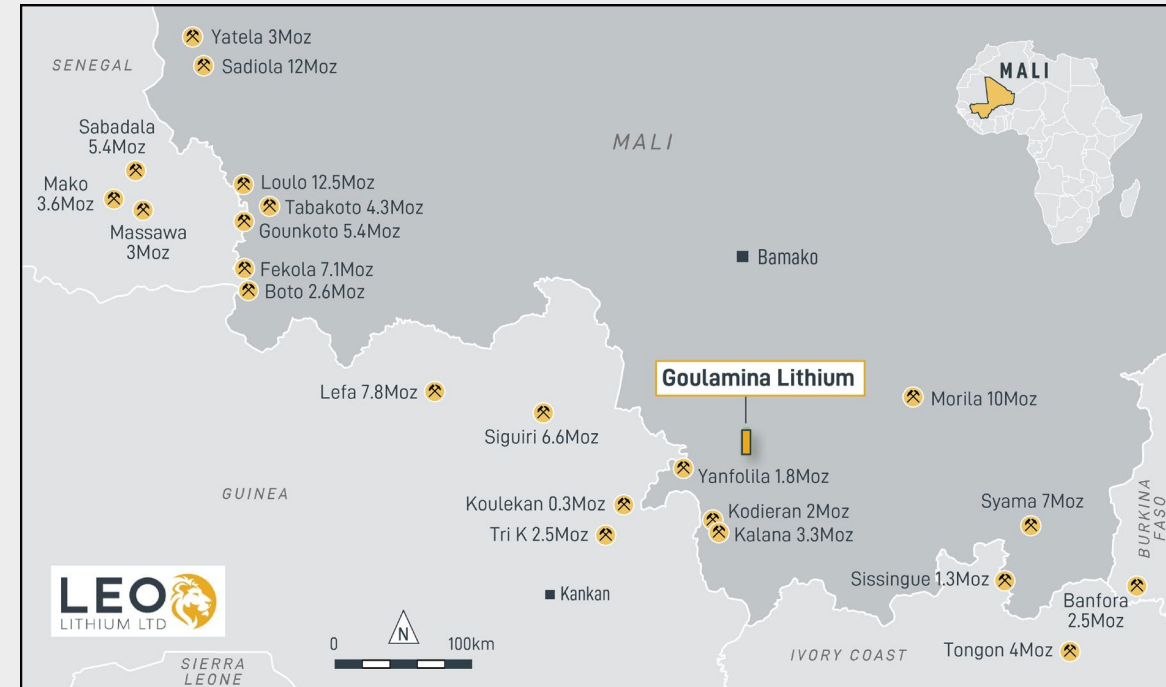 Yatela 3Moz
SENEGAL
Sadiola 12Moz
MALI
Sabadala
5.4Moz
MALI
Mako
3.6Moz
Massawa
3Moz
Loulo 12.5Moz
Tabakoto 4.3Moz
Gounkoto 5.4Moz
Fekola 7.1Moz
Boto 2.6Moz
Bamako
Goulamina Lithium
Lefa 7.8Moz
Morila 10Moz
Siguiri 6.6Moz
Yanfolila 1.8Moz
GUINEA
Koulekan 0.3Moz
Kodieran 2Moz
Syama 7Moz
BURKINA
FASO
Tri K 2.5Moz
Kalana 3.3Moz
Sissingue 1.3Moz
Kankan
Banfora
2.5Moz
LEO
LITHIUM LTD
N
0
100km
Tongon 4Moz
IVORY COAST
SIERRA
LEONE